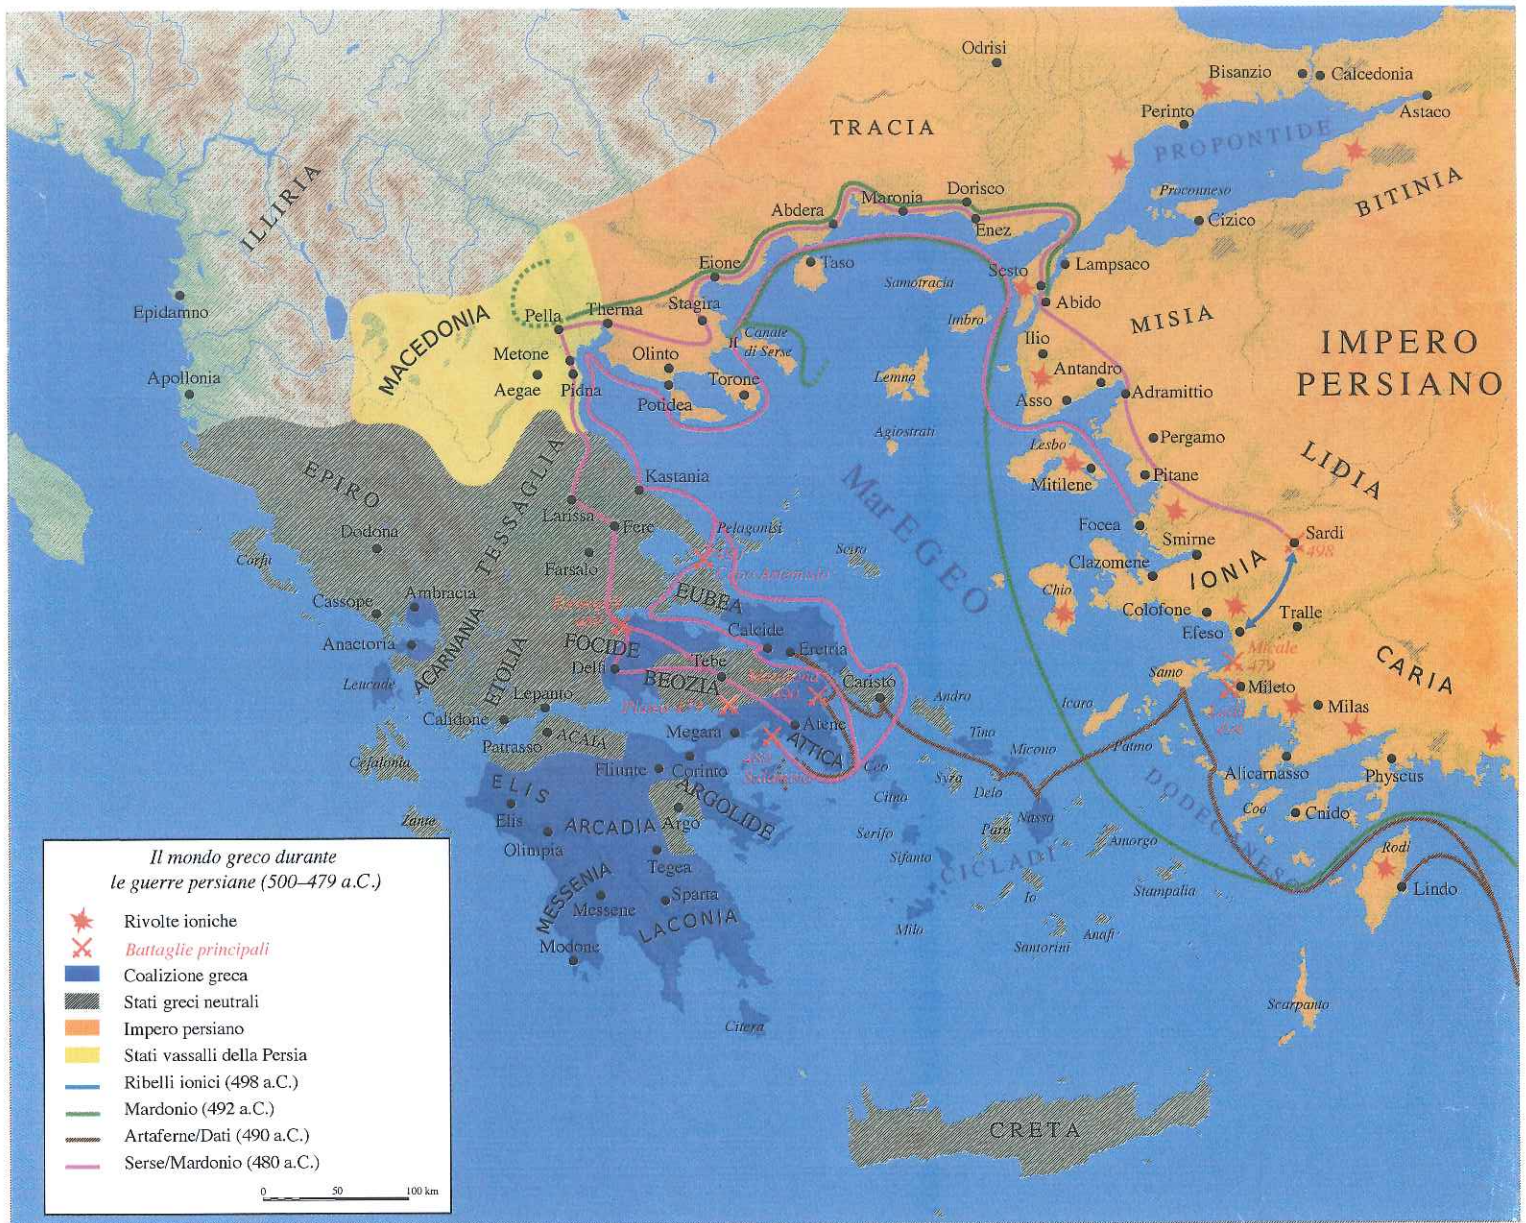 Odrisi
Bisanzio
Calcedonia
Astaco
Perinto
TRACIA
PROPONTIDE
BITINIA
Proconneso
Cizico
ILLIRIA
Dorisco
Maronia
Abdera
Enez
Eione
Taso
Sesto
Lampsaco
Samotracia
Abido
Imbro
MISIA
Epidamno
Pella
Therma
Stagira
MACEDONIA
Canale
di Serse
Ilio
IMPERO
PERSIANO
Metone
Olinto
Antandro
Apollonia
Aegae
Pidna
Torone
Lemno
Asso
Adramittio
Potidea
Agiostrati
Lesbo
Pergamo
EPIRO
TESSAGLIA
Kastania
Mitilene
Pitane
LIDIA
Mar EGEO
Larissa
Fere
Pelagonisi
Focea
Smirne
Sardi
498
Dodona
Corfu
Farsalo
Sciro
Clazomene
IONIA
Capo Artemisio
Cassope
Ambracia
EUBEA
Chio
Colofone
Tralle
Efeso
Anactoria
ACARNANIA
FOCIDE
Calcide
Eretria
Micale
479
CARIA
Leucade
ETOLIA
Delfi
Tebe
BEOZIA
Caristo
Samo
Mileto
Lepanto
Andro
Icaro
Milas
Calidone
Platea 479
Atene
Megara
ATTICA
Tino
Patrasso
ACAIA
Micono
Patmo
Cefalonia
Fliunte
Corinto
480
Salamina
Ceo
Syra
Delo
Alicarnasso
Physcus
ELIS
Elis
ARGOLIDE
Citno
DODECANESO
Coo
Cnido
Zante
ARCADIA
Argo
Nasso
Paro
Olimpia
Serifo
Sifanto
Amorgo
Rodi
Tegea
CICLADI
Stampalia
Lindo
MESSENIA
Messene
Sparta
Io
LACONIA
Milo
Santorini
Anafi
Modone
Citera
Scarpanto
CRETA
Il mondo greco durante
le guerre persiane (500–479 a.C.)
Rivolte ioniche
Battaglie principali
Coalizione greca
Stati greci neutrali
Impero persiano
Stati vassalli della Persia
Ribelli ionici (498 a.C.)
Mardonio (492 a.C.)
Artaferne/Dati (490 a.C.)
Serse/Mardonio (480 a.C.)
0 50 100 km